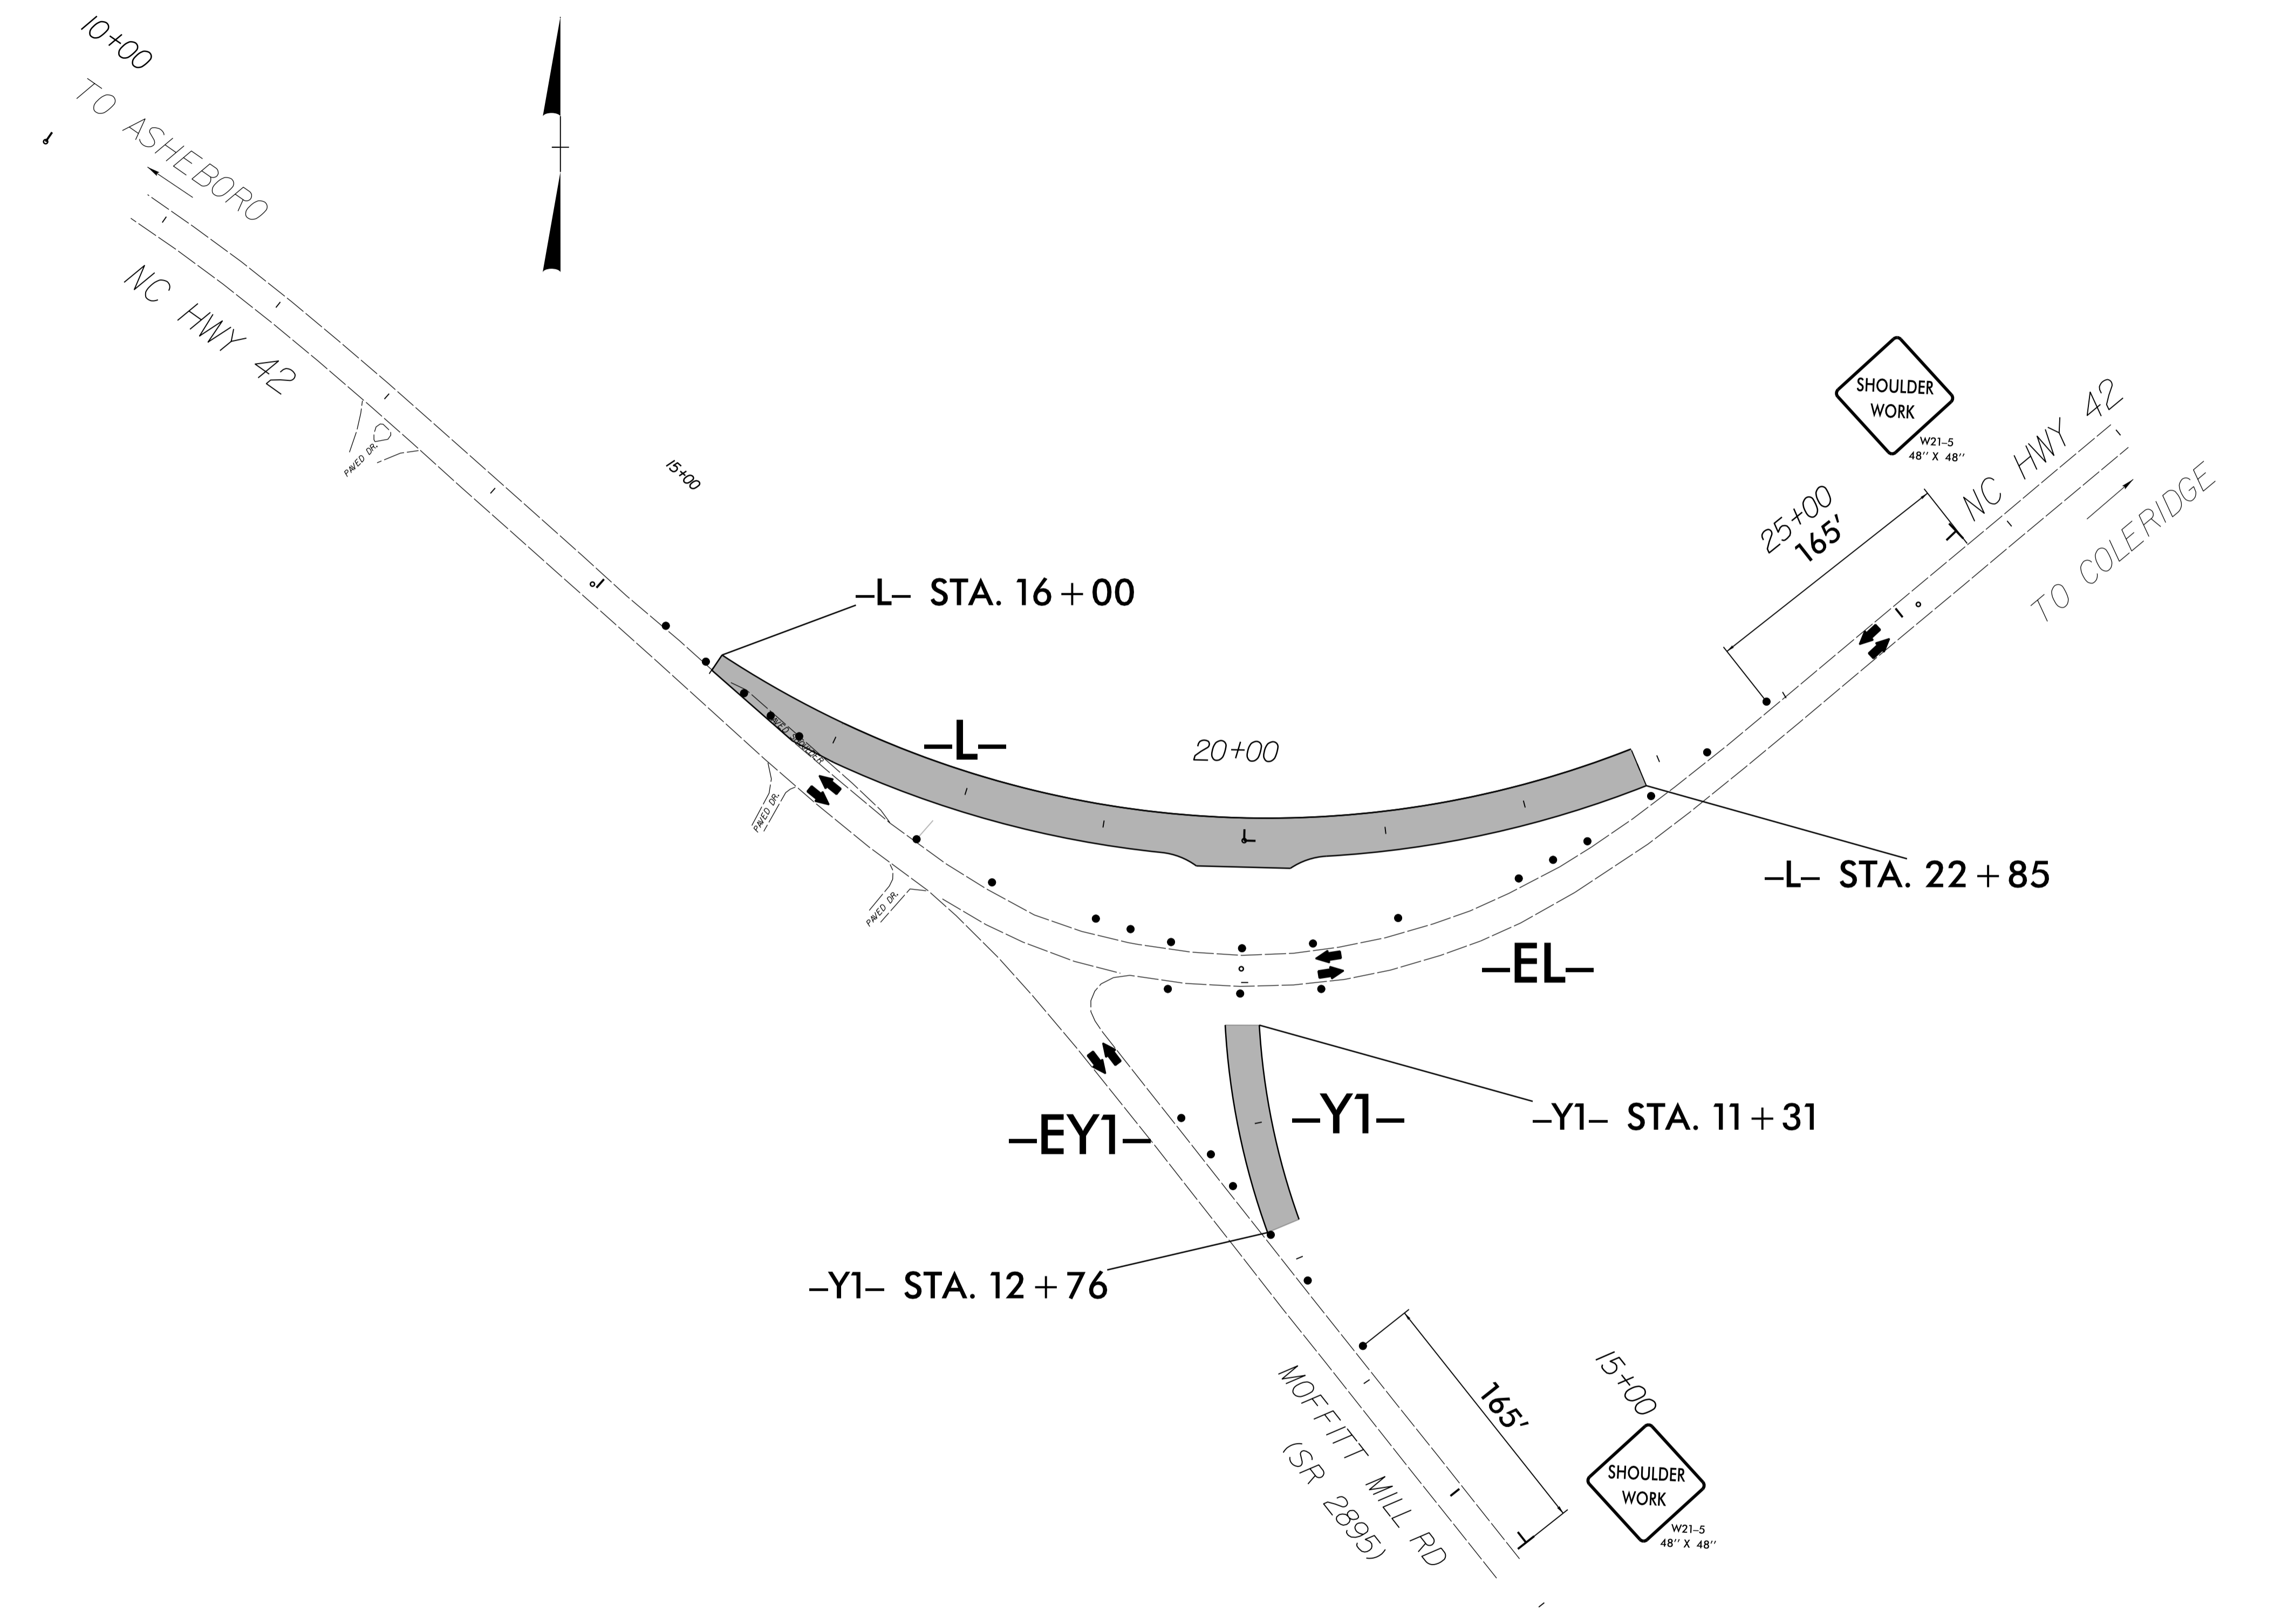 10+00
TO ASHEBORO
NC HWY 42
PAVED DR.
15+00
–L– STA. 16+00
SHOULDER
WORK
W21–5
48'' X 48''
NC HWY 42
TO COLERIDGE
25+00
165'
–L–
20+00
PAVED SHOULDER
PAVED DR.
PAVED DR.
–L– STA. 22+85
–EL–
–EY1–
–Y1–
–Y1– STA. 11+31
–Y1– STA. 12+76
MOFFITT MILL RD
(SR 2895)
165'
15+00
SHOULDER
WORK
W21–5
48'' X 48''